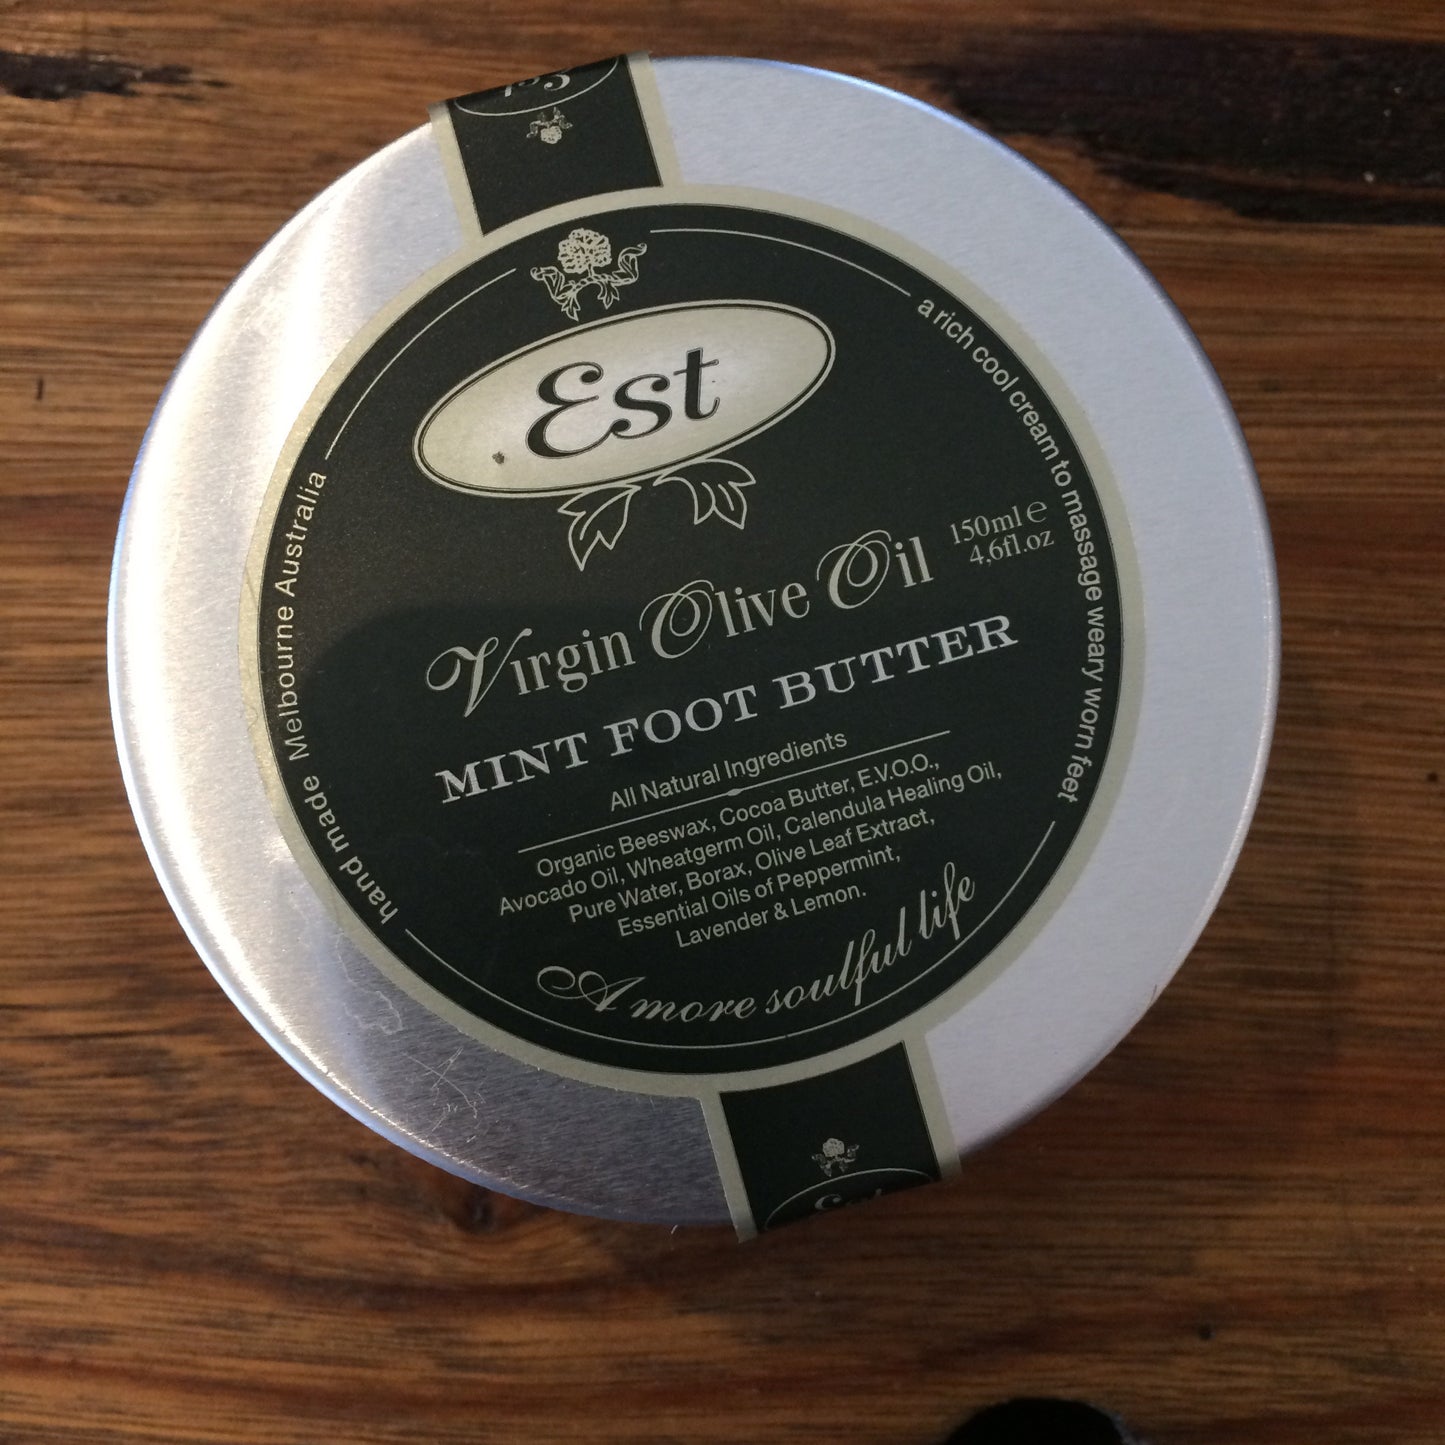 Est
a rich cool cream to massage weary worn feet
hand made Melbourne Australia
150ml ℮
4,6fl.oz
Virgin Olive Oil
MINT FOOT BUTTER
All Natural Ingredients
Organic Beeswax, Cocoa Butter, E.V.O.O.,
Avocado Oil, Wheatgerm Oil, Calendula Healing Oil,
Pure Water, Borax, Olive Leaf Extract,
Essential Oils of Peppermint,
Lavender & Lemon.
A more soulful life